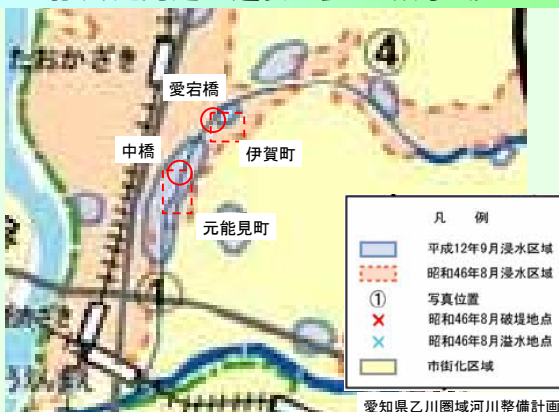 たおかざき
④
愛宕橋
中橋
伊賀町
元能見町
凡 例
平成12年9月浸水区域
昭和46年8月浸水区域
① 写真位置
× 昭和46年8月破堤地点
× 昭和46年8月溢水地点
市街化区域
愛知県乙川圏域河川整備計画